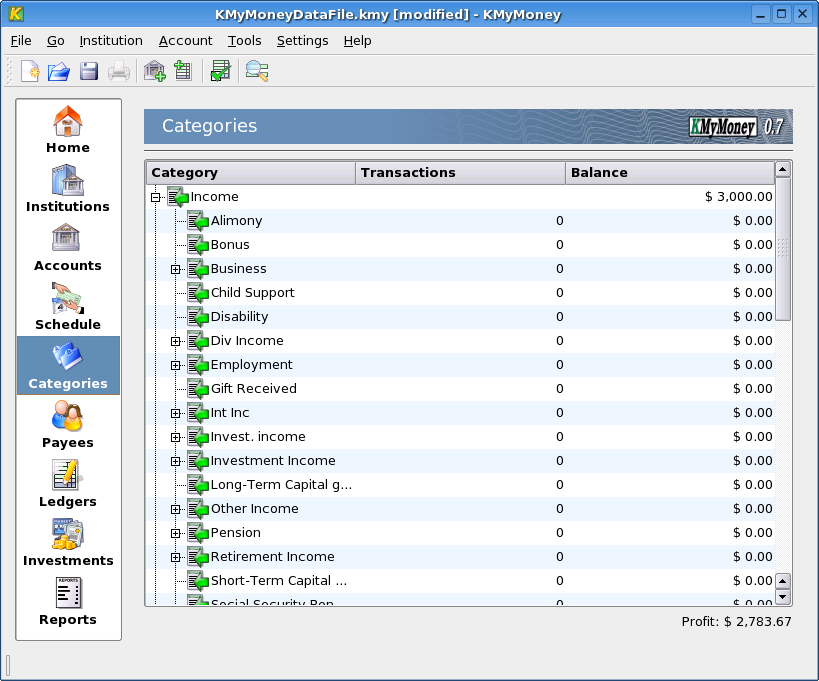 KMyMoneyDataFile.kmy [modified] - KMyMoney
File Go Institution Account Tools Settings Help
Home
Institutions
Accounts
4
Schedule
Categories
Payees
Ledgers
Investments
REPORTS
Reports
Categories
KMyMoney 0.7
Category Transactions Balance
Income $ 3,000.00
Alimony 0 $ 0.00
Bonus 0 $ 0.00
Business 0 $ 0.00
Child Support 0 $ 0.00
Disability 0 $ 0.00
Div Income 0 $ 0.00
Employment 0 $ 0.00
Gift Received 0 $ 0.00
Int Inc 0 $ 0.00
Invest. income 0 $ 0.00
Investment Income 0 $ 0.00
Long-Term Capital g... 0 $ 0.00
Other Income 0 $ 0.00
Pension 0 $ 0.00
Retirement Income 0 $ 0.00
Short-Term Capital ... 0 $ 0.00
Social Security Ben 0 $ 0.00
Profit: $ 2,783.67